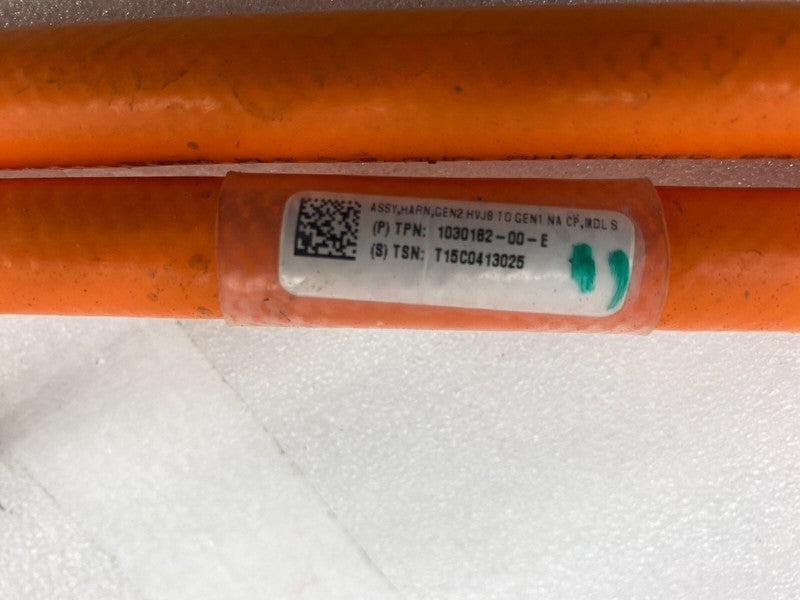 ASSY,HARN,GEN2 HVJB TO GEN1 NA CP,MDL S
(P) TPN: 1030182-00-E
(S) TSN: T15C0413025